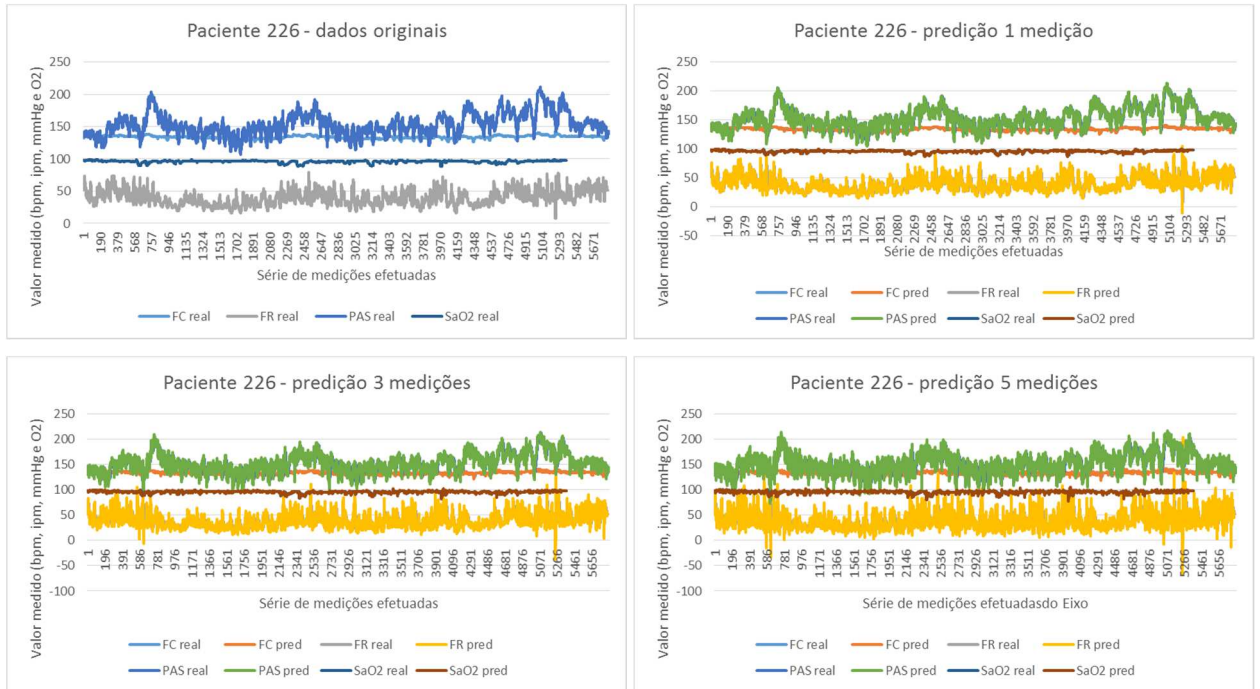 Paciente 226 - dados originais
Valor medido (bpm, ipm, mmHg e O2)
250
200
150
100
50
0
1 190 379 568 757 946 1135 1324 1513 1702 1891 2080 2269 2458 2647 2836 3025 3214 3403 3592 3781 3970 4159 4348 4537 4726 4915 5104 5293 5482 5671
Série de medições efetuadas
FC real FR real PAS real SaO2 real
Paciente 226 - predição 1 medição
Valor medido (bpm, ipm, mmHg e O2)
250
200
150
100
50
0
-50
1 190 379 568 757 946 1135 1324 1513 1702 1891 2080 2269 2458 2647 2836 3025 3214 3403 3592 3781 3970 4159 4348 4537 4726 4915 5104 5293 5482 5671
Série de medições efetuadas
FC real FC pred FR real FR pred
PAS real PAS pred SaO2 real SaO2 pred
Paciente 226 - predição 3 medições
Valor medido (bpm, ipm, mmHg e O2)
250
200
150
100
50
0
-50
-100
1 196 391 586 781 976 1171 1366 1561 1756 1951 2146 2341 2536 2731 2926 3121 3316 3511 3706 3901 4096 4291 4486 4681 4876 5071 5266 5461 5656
Série de medições efetuadas
FC real FC pred FR real FR pred
PAS real PAS pred SaO2 real SaO2 pred
Paciente 226 - predição 5 medições
Valor medido (bpm, ipm, mmHg e O2)
250
200
150
100
50
0
-50
-100
1 196 391 586 781 976 1171 1366 1561 1756 1951 2146 2341 2536 2731 2926 3121 3316 3511 3706 3901 4096 4291 4486 4681 4876 5071 5266 5461 5656
Série de medições efetuadasdo Eixo
FC real FC pred FR real FR pred
PAS real PAS pred SaO2 real SaO2 pred